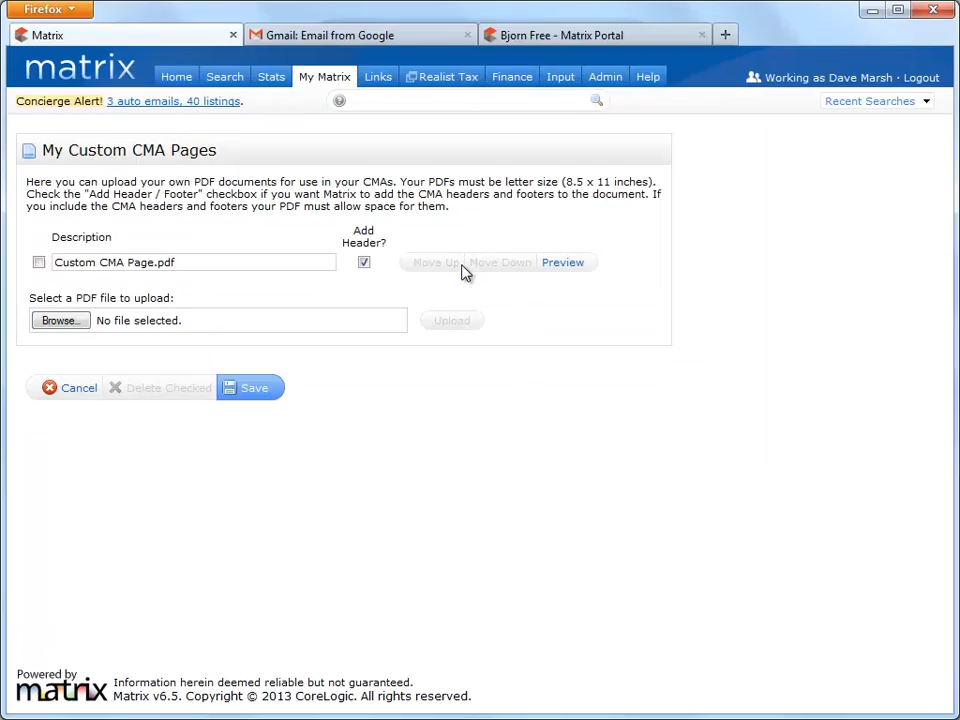 Firefox
Matrix
Gmail: Email from Google
Bjorn Free - Matrix Portal
matrix
Home
Search
Stats
My Matrix
Links
Realist Tax
Finance
Input
Admin
Help
Working as Dave Marsh · Logout
Concierge Alert! 3 auto emails, 40 listings.
Recent Searches
My Custom CMA Pages
Here you can upload your own PDF documents for use in your CMAs. Your PDFs must be letter size (8.5 x 11 inches).
Check the "Add Header / Footer" checkbox if you want Matrix to add the CMA headers and footers to the document. If
you include the CMA headers and footers your PDF must allow space for them.
Description
Add
Header?
Custom CMA Page.pdf
Move Up
Move Down
Preview
Select a PDF file to upload:
Browse...
No file selected.
Upload
Cancel
Delete Checked
Save
Powered by
matrix
Information herein deemed reliable but not guaranteed.
Matrix v6.5. Copyright © 2013 CoreLogic. All rights reserved.